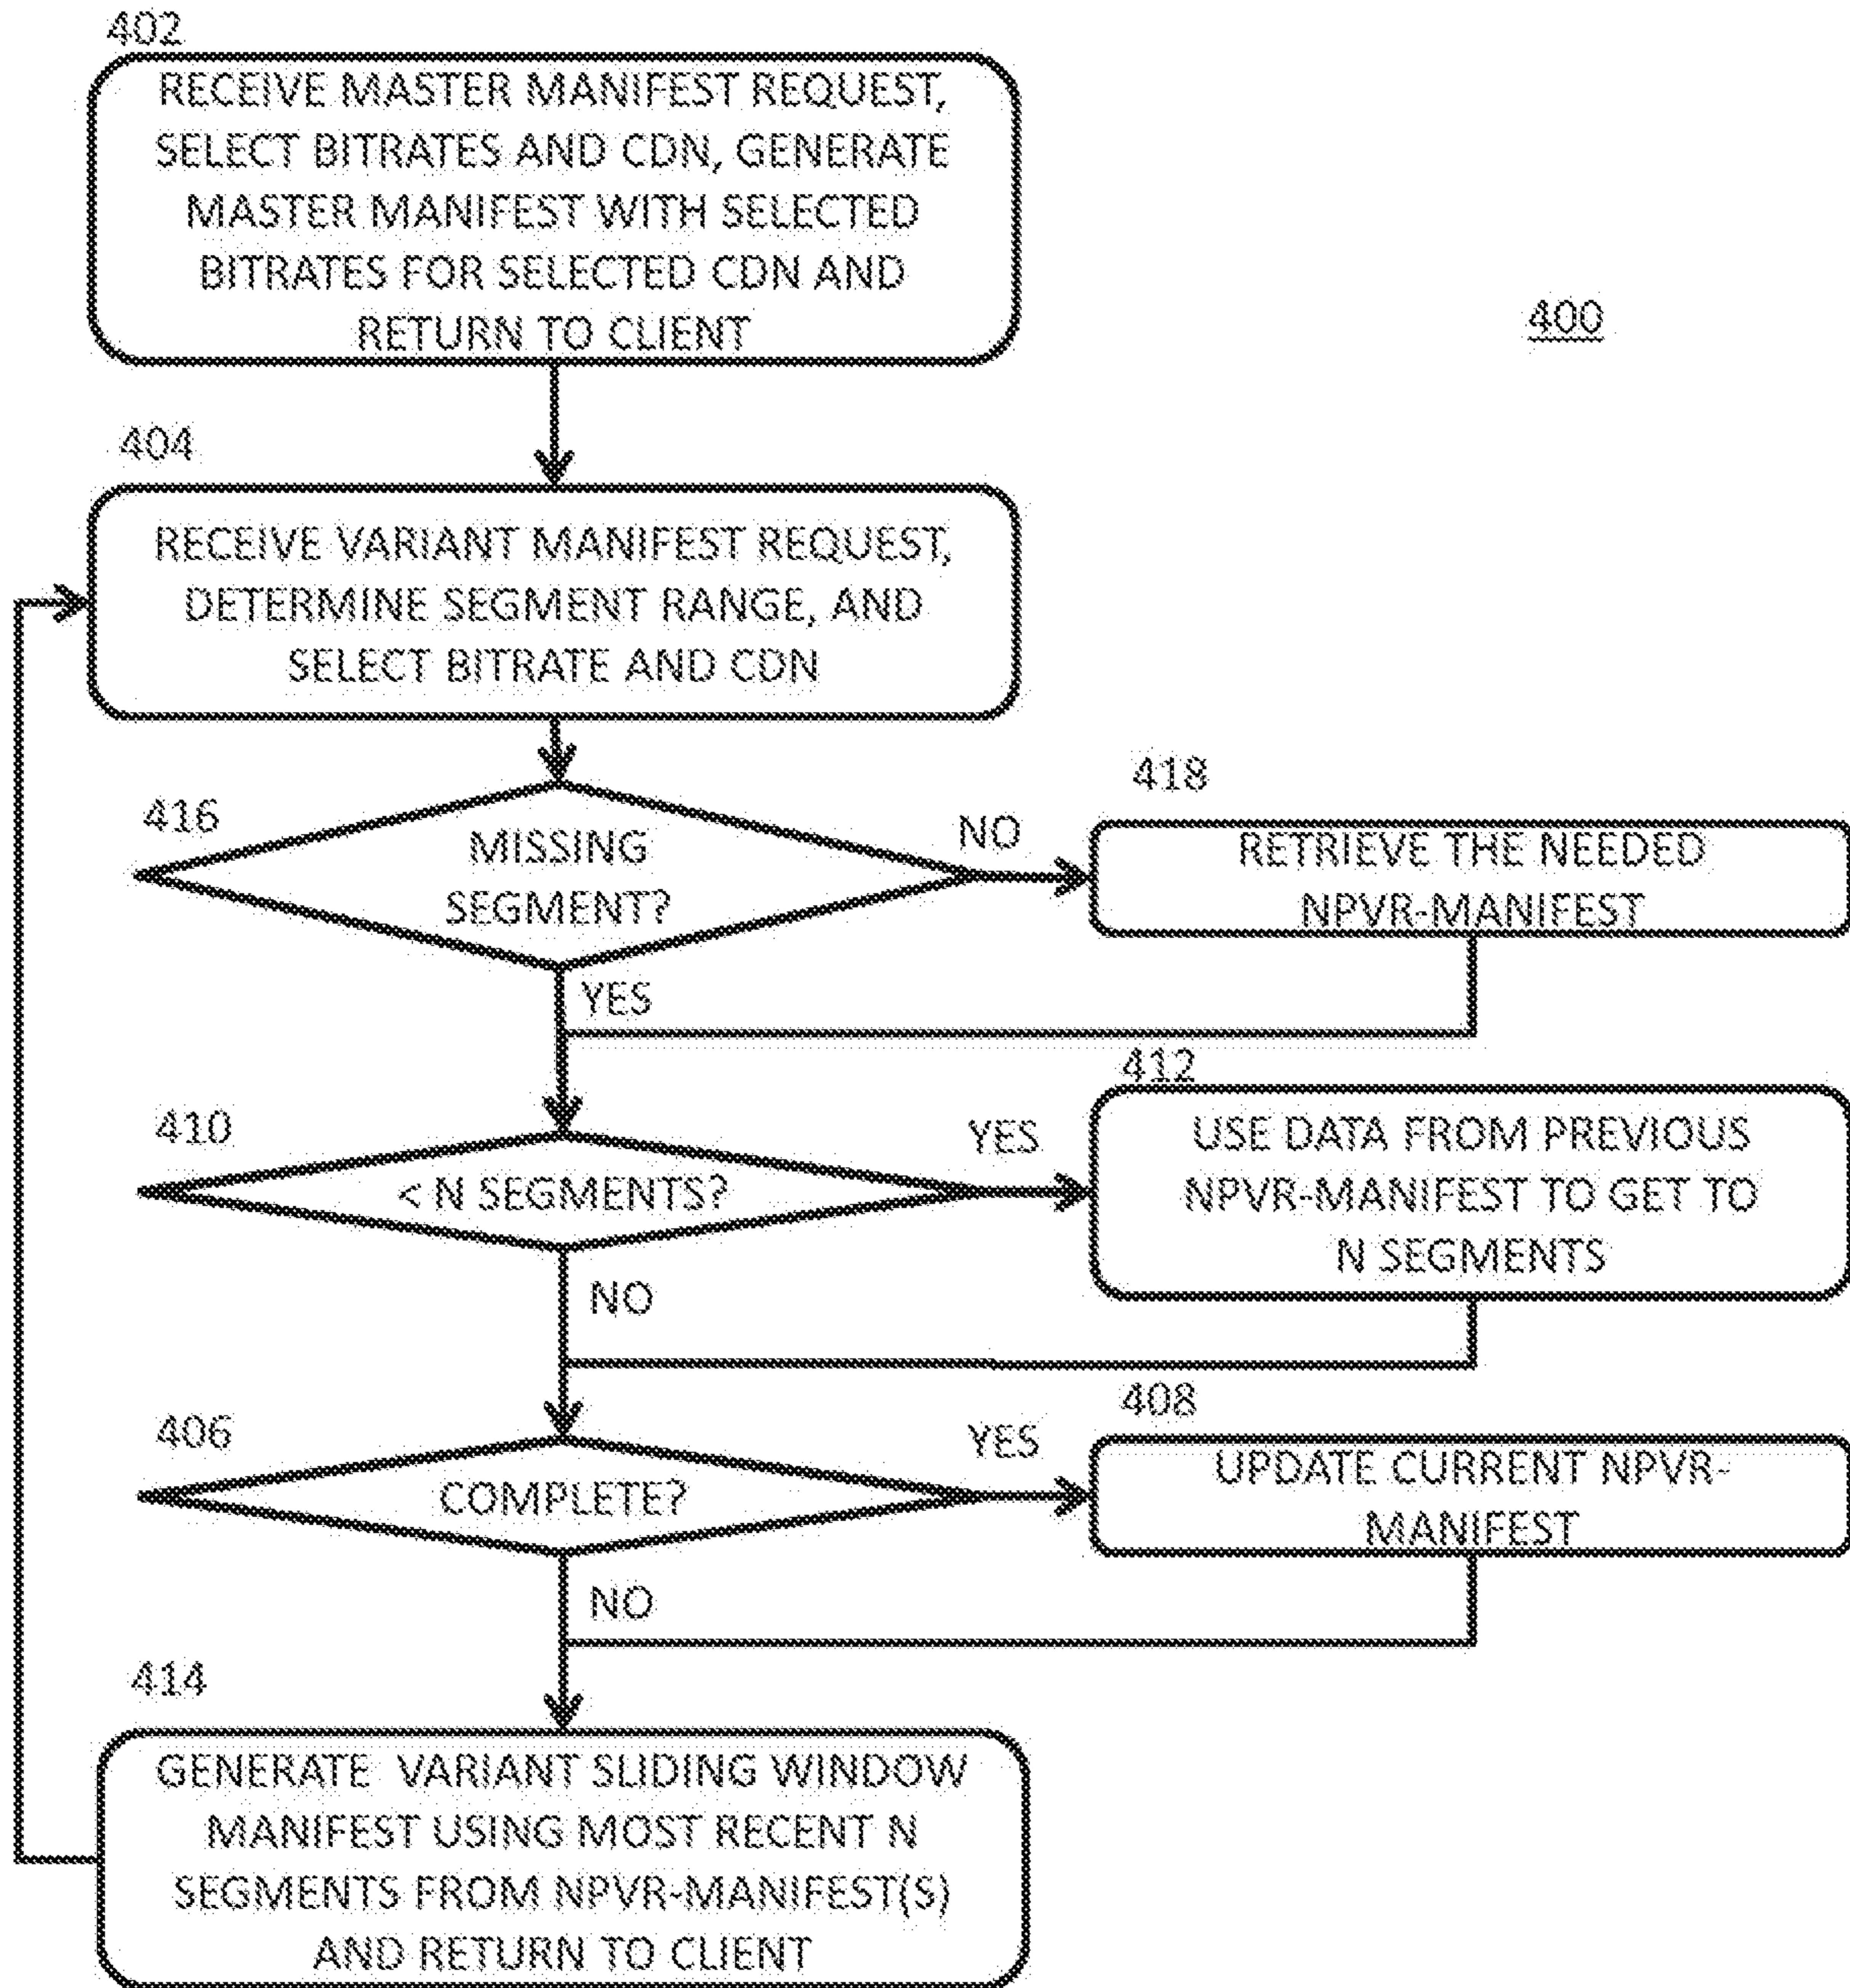 402
RECEIVE MASTER MANIFEST REQUEST,
SELECT BITRATES AND CDN, GENERATE
MASTER MANIFEST WITH SELECTED
BITRATES FOR SELECTED CDN AND
RETURN TO CLIENT
400
404
RECEIVE VARIANT MANIFEST REQUEST,
DETERMINE SEGMENT RANGE, AND
SELECT BITRATE AND CDN
416
MISSING
SEGMENT?
NO
YES
418
RETRIEVE THE NEEDED
NPVR-MANIFEST
410
< N SEGMENTS?
YES
NO
412
USE DATA FROM PREVIOUS
NPVR-MANIFEST TO GET TO
N SEGMENTS
406
COMPLETE?
YES
NO
408
UPDATE CURRENT NPVR-
MANIFEST
414
GENERATE VARIANT SLIDING WINDOW
MANIFEST USING MOST RECENT N
SEGMENTS FROM NPVR-MANIFEST(S)
AND RETURN TO CLIENT